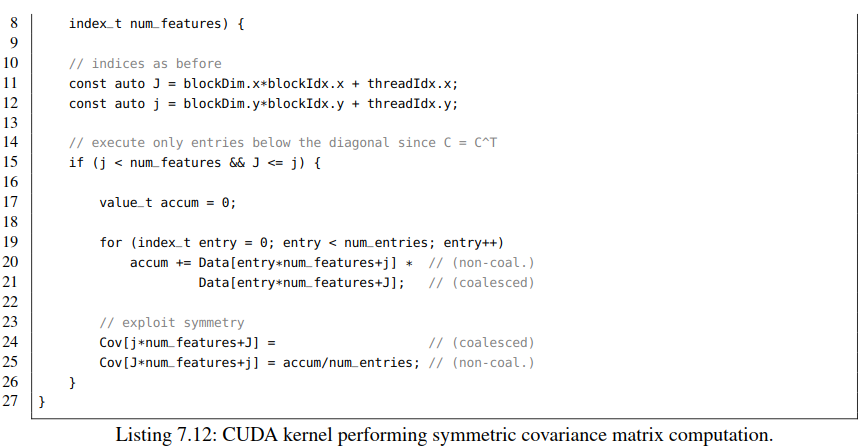 8 index_t num_features) {
9
10 // indices as before
11 const auto J = blockDim.x*blockIdx.x + threadIdx.x;
12 const auto j = blockDim.y*blockIdx.y + threadIdx.y;
13
14 // execute only entries below the diagonal since C = C^T
15 if (j < num_features && J <= j) {
16
17 value_t accum = 0;
18
19 for (index_t entry = 0; entry < num_entries; entry++)
20 accum += Data[entry*num_features+j] * // (non-coal.)
21 Data[entry*num_features+J]; // (coalesced)
22
23 // exploit symmetry
24 Cov[j*num_features+J] = // (coalesced)
25 Cov[J*num_features+j] = accum/num_entries; // (non-coal.)
26 }
27 }
Listing 7.12: CUDA kernel performing symmetric covariance matrix computation.